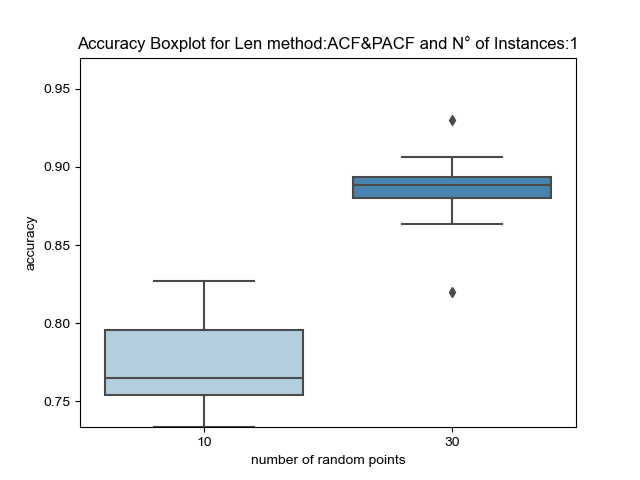 Accuracy Boxplot for Len method:ACF&PACF and N° of Instances:1
0.95
0.90
0.85
0.80
0.75
accuracy
10 30
number of random points